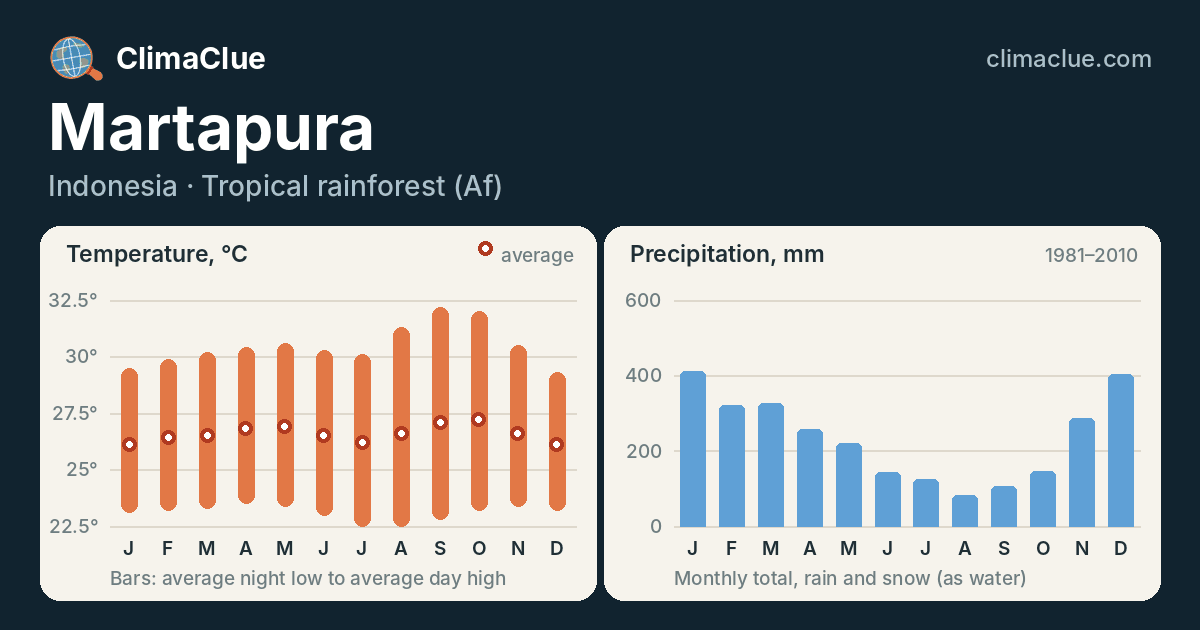 ClimaClue
climaclue.com
Martapura
Indonesia · Tropical rainforest (Af)
Temperature, °C
average
32.5°
30°
27.5°
25°
22.5°
J F M A M J J A S O N D
Bars: average night low to average day high
Precipitation, mm
1981–2010
600
400
200
0
J F M A M J J A S O N D
Monthly total, rain and snow (as water)